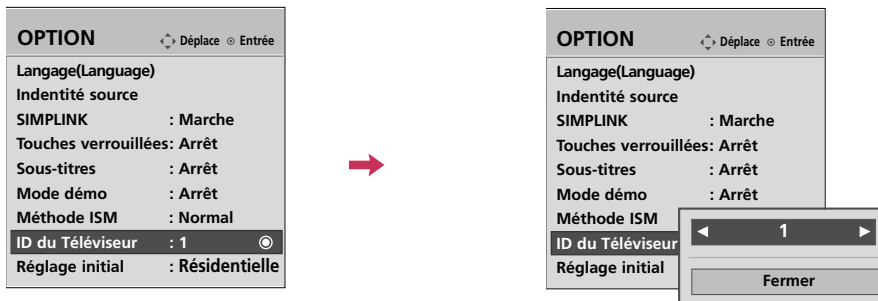 OPTION Déplace Entrée
Langage(Language)
Indentité source
SIMPLINK : Marche
Touches verrouillées: Arrêt
Sous-titres : Arrêt
Mode démo : Arrêt
Méthode ISM : Normal
ID du Téléviseur : 1
Réglage initial : Résidentielle
OPTION Déplace Entrée
Langage(Language)
Indentité source
SIMPLINK : Marche
Touches verrouillées: Arrêt
Sous-titres : Arrêt
Mode démo : Arrêt
Méthode ISM
ID du Téléviseur
Réglage initial
◀ 1 ▶
Fermer